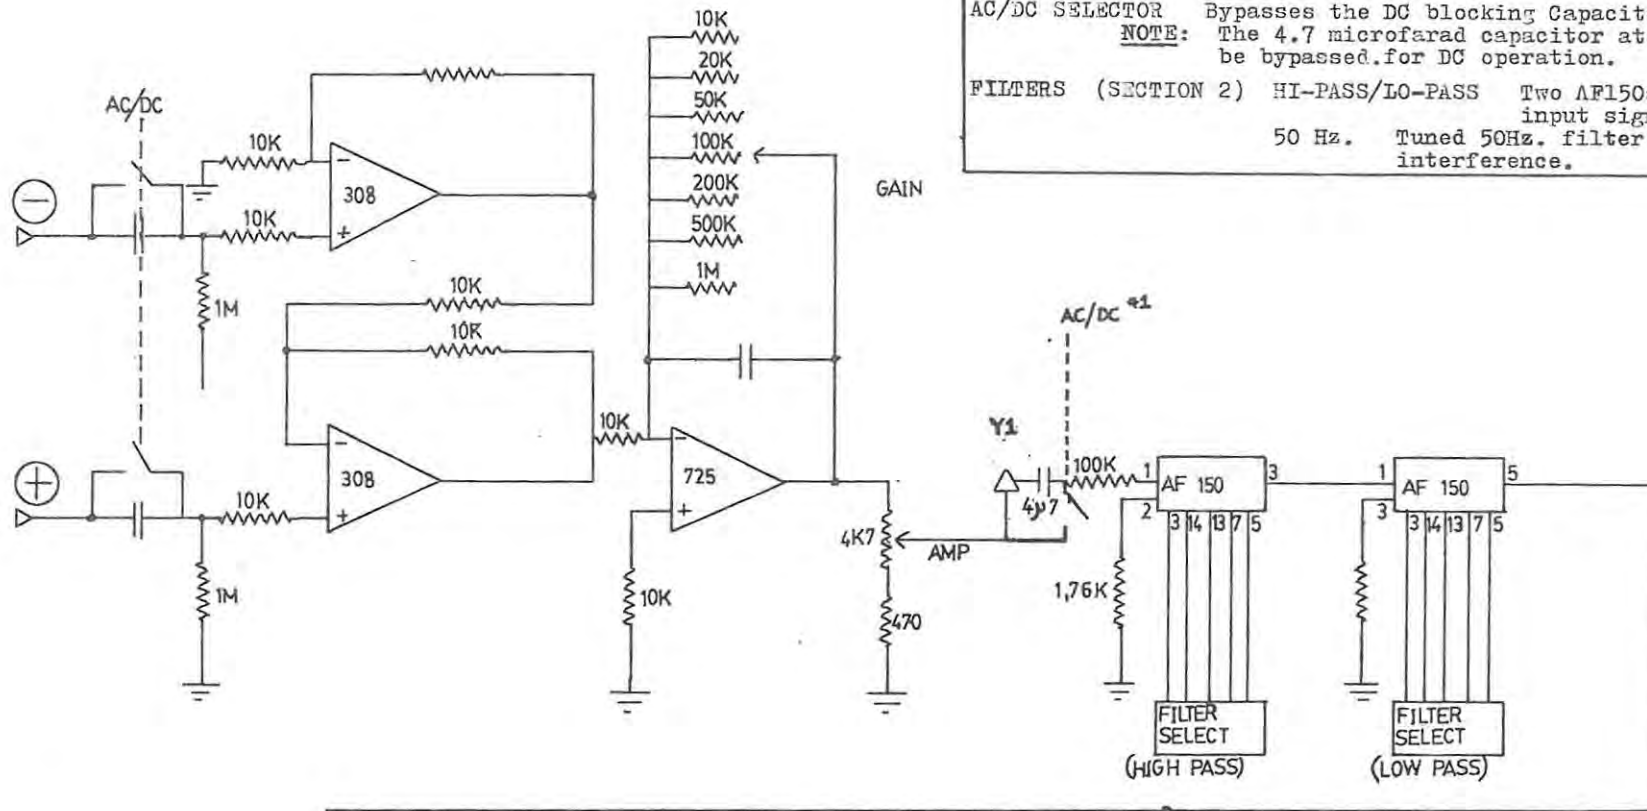 AC/DC SELECTOR Bypasses the DC blocking Capacit
NOTE: The 4.7 microfarad capacitor at
be bypassed.for DC operation.
FILTERS (SECTION 2) HI-PASS/LO-PASS Two AF150
input sig
50 Hz. Tuned 50Hz. filter
interference.
AC/DC
10K
−
308
+
10K
−
1M
10K
10K
−
308
+
+
10K
1M
10K
20K
50K
100K
200K
500K
1M
GAIN
10K
−
725
+
10K
4K7
470
AMP
AC/DC *1
Y1
4µ7
100K
1
AF 150
3
2
3 14 13 7 5
1,76K
FILTER
SELECT
(HIGH PASS)
1
AF 150
5
3
3 14 13 7 5
FILTER
SELECT
(LOW PASS)